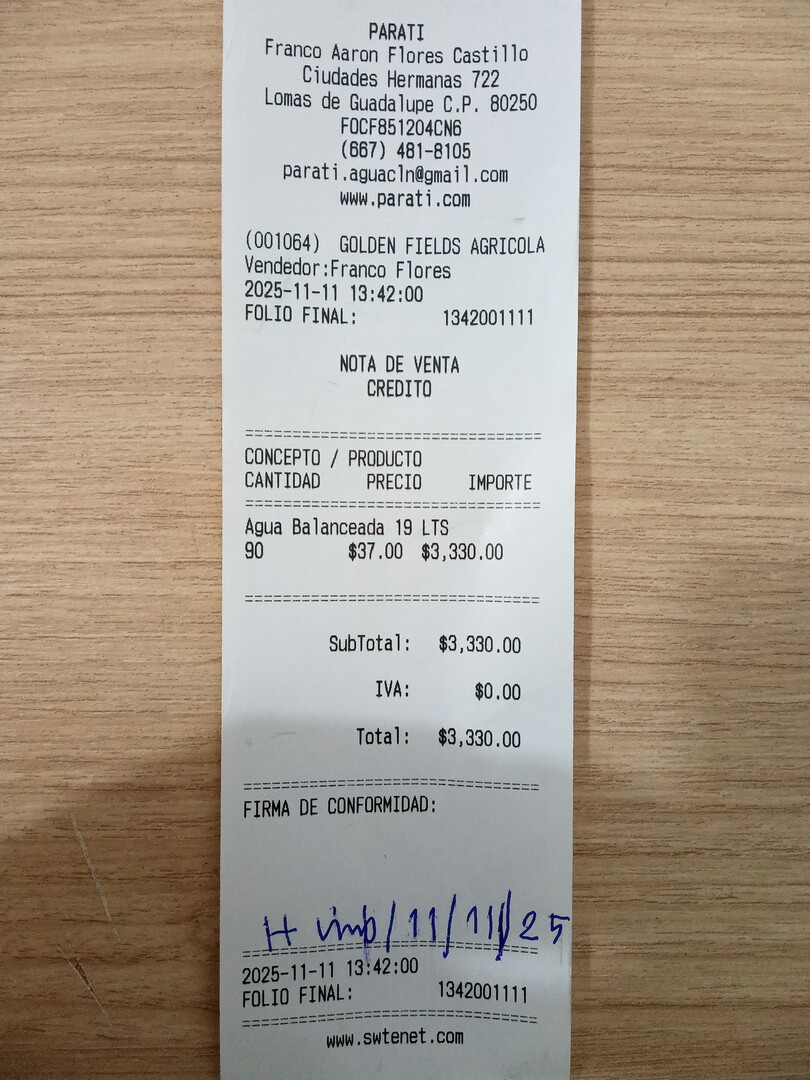 PARATI
Franco Aaron Flores Castillo
Ciudades Hermanas 722
Lomas de Guadalupe C.P. 80250
FOCF851204CN6
(667) 481-8105
parati.aguacln@gmail.com
www.parati.com
(001064) GOLDEN FIELDS AGRICOLA
Vendedor:Franco Flores
2025-11-11 13:42:00
FOLIO FINAL: 1342001111
NOTA DE VENTA
CREDITO
================================
CONCEPTO / PRODUCTO
CANTIDAD PRECIO IMPORTE
================================
Agua Balanceada 19 LTS
90 $37.00 $3,330.00
================================
SubTotal: $3,330.00
IVA: $0.00
Total: $3,330.00
================================
FIRMA DE CONFORMIDAD:
/11/11/25
================================
2025-11-11 13:42:00
FOLIO FINAL: 1342001111
================================
www.swtenet.com